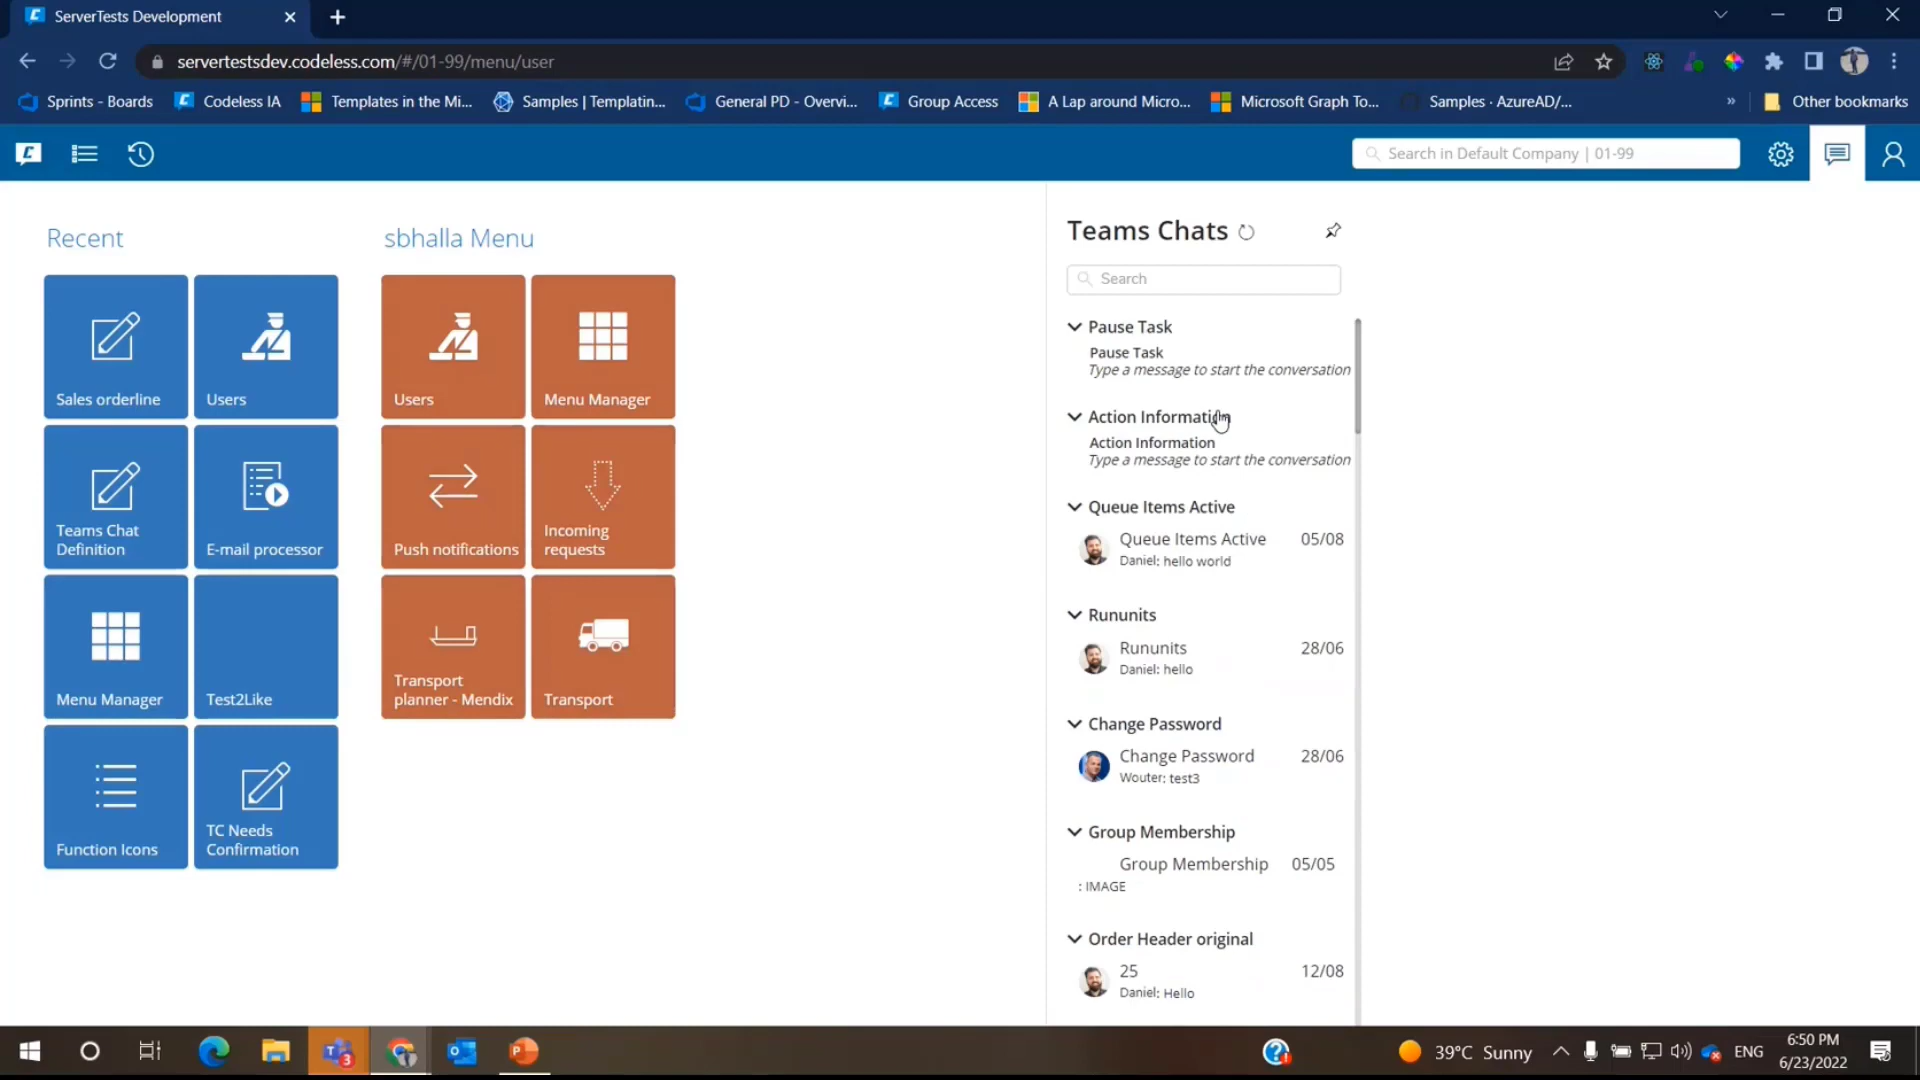 ServerTests Development
servertestsdev.codeless.com/#/01-99/menu/user
Sprints - Boards
Codeless IA
Templates in the Mi...
Samples | Templatin...
General PD - Overvi...
Group Access
A Lap around Micro...
Microsoft Graph To...
Samples · AzureAD/...
»
Other bookmarks
Search in Default Company | 01-99
Recent
Sales orderline
Users
Teams Chat
Definition
E-mail processor
Menu Manager
Test2Like
Function Icons
TC Needs
Confirmation
sbhalla Menu
Users
Menu Manager
Push notifications
Incoming
requests
Transport
planner - Mendix
Transport
Teams Chats
Search
Pause Task
Pause Task
Type a message to start the conversation
Action Information
Action Information
Type a message to start the conversation
Queue Items Active
Queue Items Active 05/08
Daniel: hello world
Rununits
Rununits 28/06
Daniel: hello
Change Password
Change Password 28/06
Wouter: test3
Group Membership
Group Membership 05/05
: IMAGE
Order Header original
25 12/08
Daniel: Hello
3
39°C Sunny
ENG
6:50 PM
6/23/2022